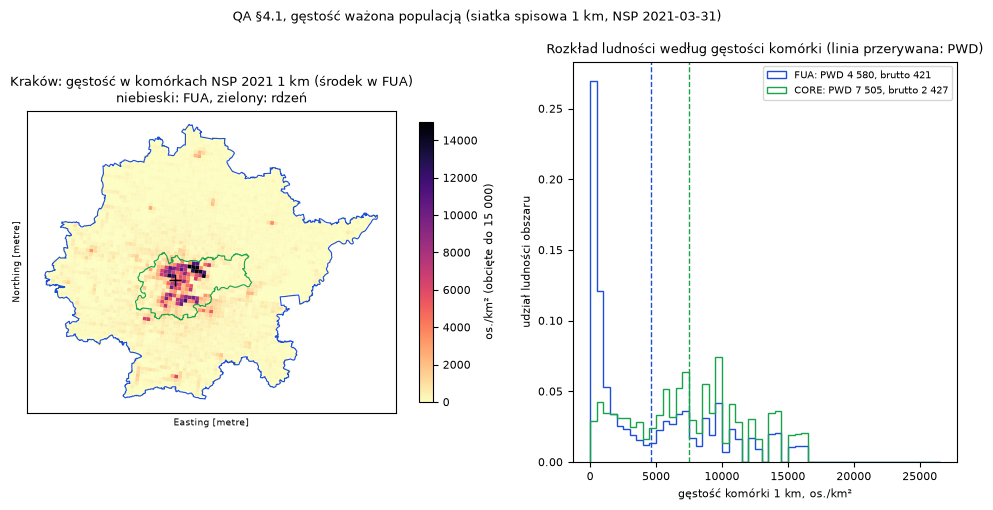 QA §4.1, gęstość ważona populacją (siatka spisowa 1 km, NSP 2021-03-31)
Kraków: gęstość w komórkach NSP 2021 1 km (środek w FUA)
niebieski: FUA, zielony: rdzeń
Northing [metre]
Easting [metre]
14000
12000
10000
8000
6000
4000
2000
0
os./km² (obcięte do 15 000)
Rozkład ludności według gęstości komórki (linia przerywana: PWD)
FUA: PWD 4 580, brutto 421
CORE: PWD 7 505, brutto 2 427
udział ludności obszaru
0.25
0.20
0.15
0.10
0.05
0.00
0
5000
10000
15000
20000
25000
gęstość komórki 1 km, os./km²